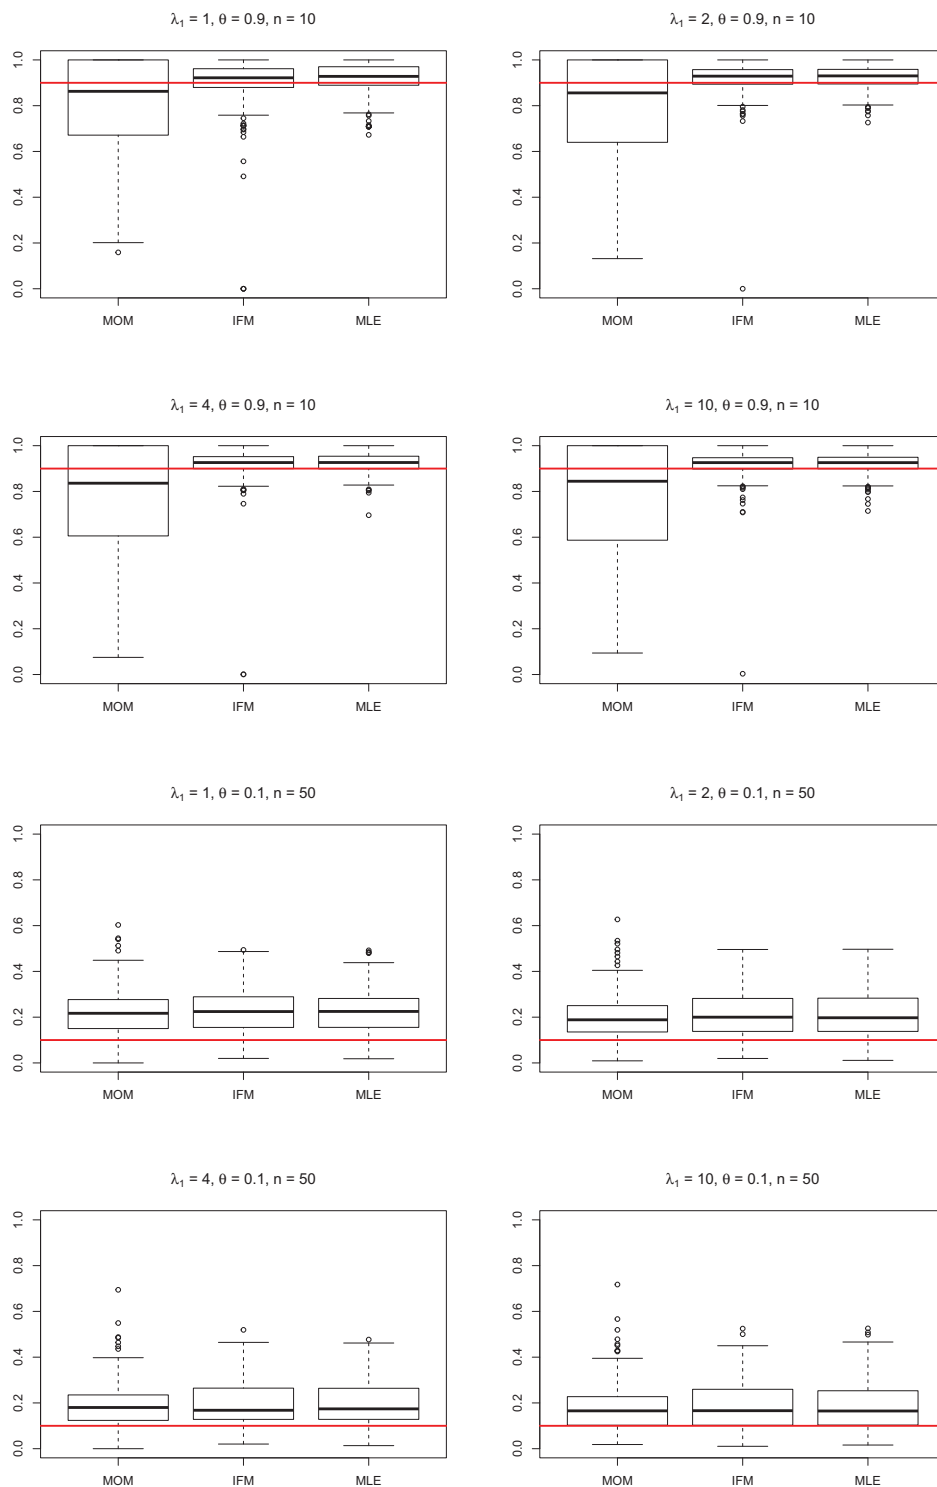 λ₁ = 1, θ = 0.9, n = 10
0.0 0.2 0.4 0.6 0.8 1.0
MOM IFM MLE
λ₁ = 2, θ = 0.9, n = 10
0.0 0.2 0.4 0.6 0.8 1.0
MOM IFM MLE
λ₁ = 4, θ = 0.9, n = 10
0.0 0.2 0.4 0.6 0.8 1.0
MOM IFM MLE
λ₁ = 10, θ = 0.9, n = 10
0.0 0.2 0.4 0.6 0.8 1.0
MOM IFM MLE
λ₁ = 1, θ = 0.1, n = 50
0.0 0.2 0.4 0.6 0.8 1.0
MOM IFM MLE
λ₁ = 2, θ = 0.1, n = 50
0.0 0.2 0.4 0.6 0.8 1.0
MOM IFM MLE
λ₁ = 4, θ = 0.1, n = 50
0.0 0.2 0.4 0.6 0.8 1.0
MOM IFM MLE
λ₁ = 10, θ = 0.1, n = 50
0.0 0.2 0.4 0.6 0.8 1.0
MOM IFM MLE